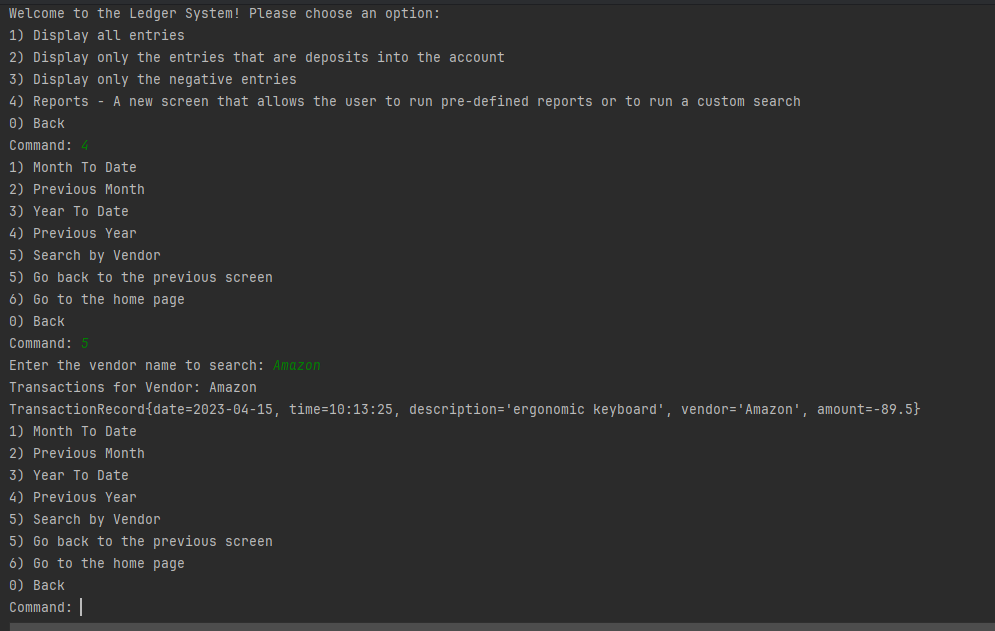 Welcome to the Ledger System! Please choose an option:
1) Display all entries
2) Display only the entries that are deposits into the account
3) Display only the negative entries
4) Reports - A new screen that allows the user to run pre-defined reports or to run a custom search
0) Back
Command: 4
1) Month To Date
2) Previous Month
3) Year To Date
4) Previous Year
5) Search by Vendor
5) Go back to the previous screen
6) Go to the home page
0) Back
Command: 5
Enter the vendor name to search: Amazon
Transactions for Vendor: Amazon
TransactionRecord{date=2023-04-15, time=10:13:25, description='ergonomic keyboard', vendor='Amazon', amount=-89.5}
1) Month To Date
2) Previous Month
3) Year To Date
4) Previous Year
5) Search by Vendor
5) Go back to the previous screen
6) Go to the home page
0) Back
Command: